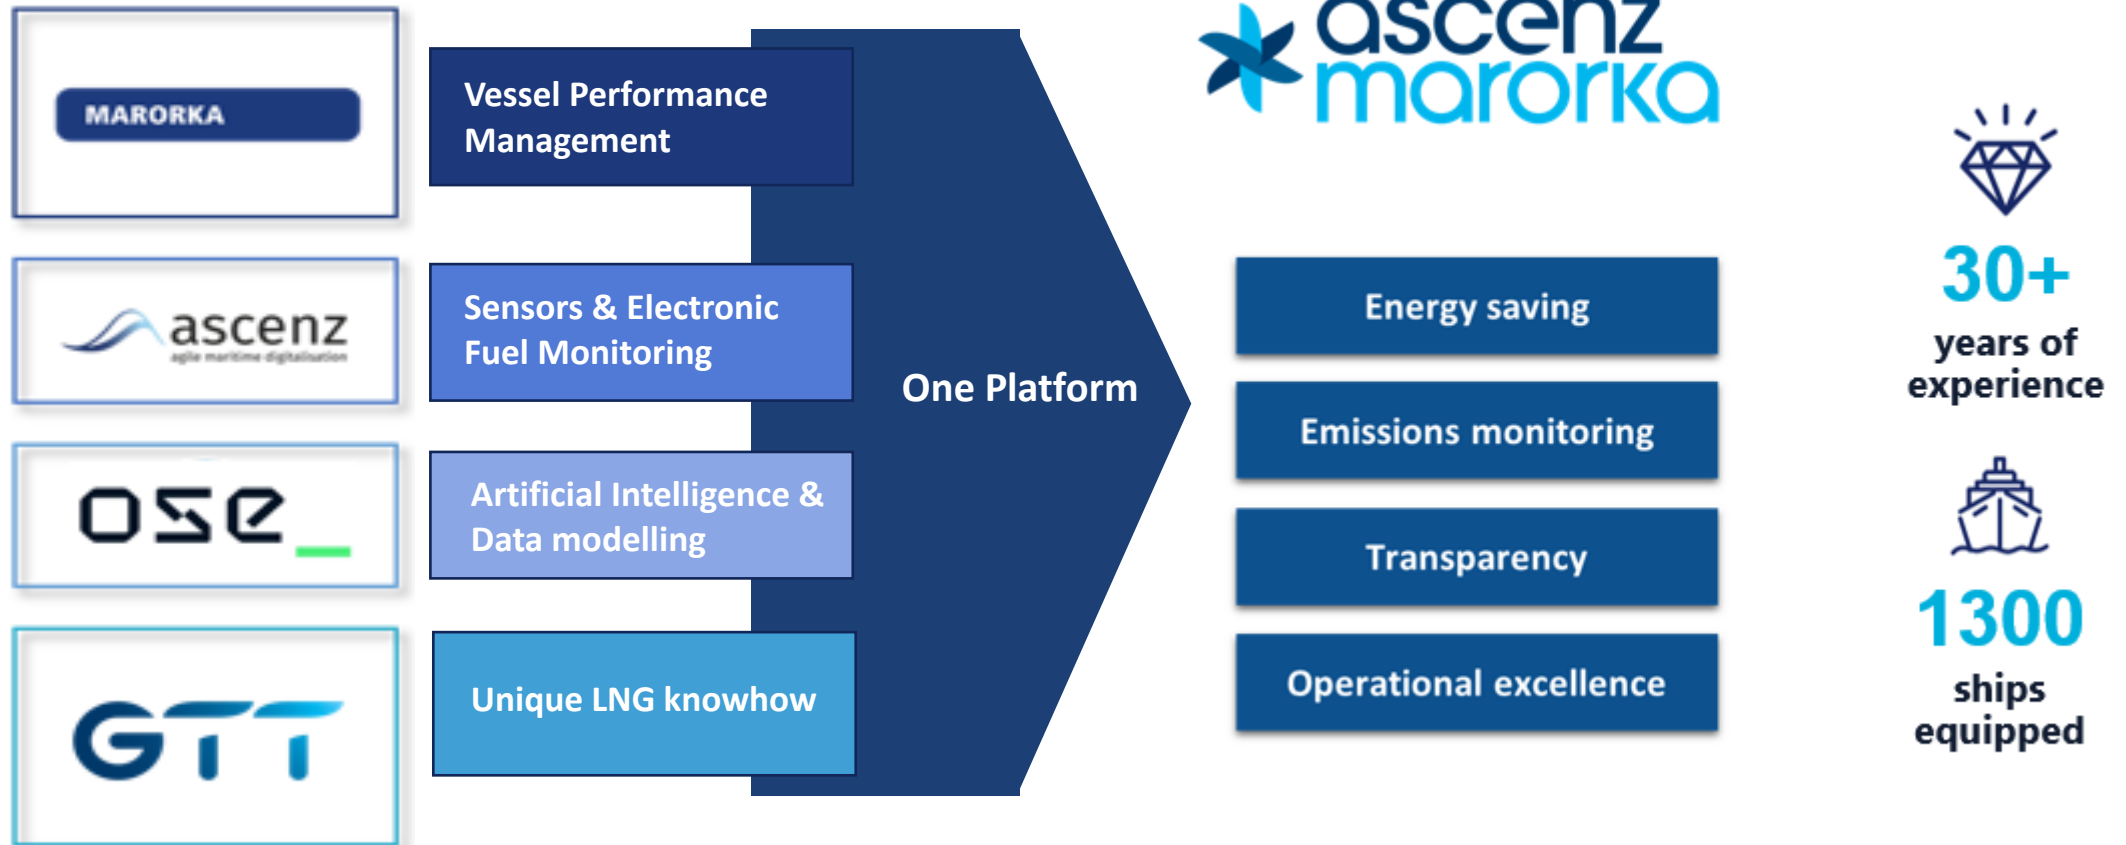 MARORKA
Vessel Performance
Management
ascenz
agile maritime digitalisation
Sensors & Electronic
Fuel Monitoring
ose_
Artificial Intelligence &
Data modelling
GTT
Unique LNG knowhow
One Platform
ascenz
marorka
Energy saving
Emissions monitoring
Transparency
Operational excellence
30+
years of
experience
1300
ships
equipped